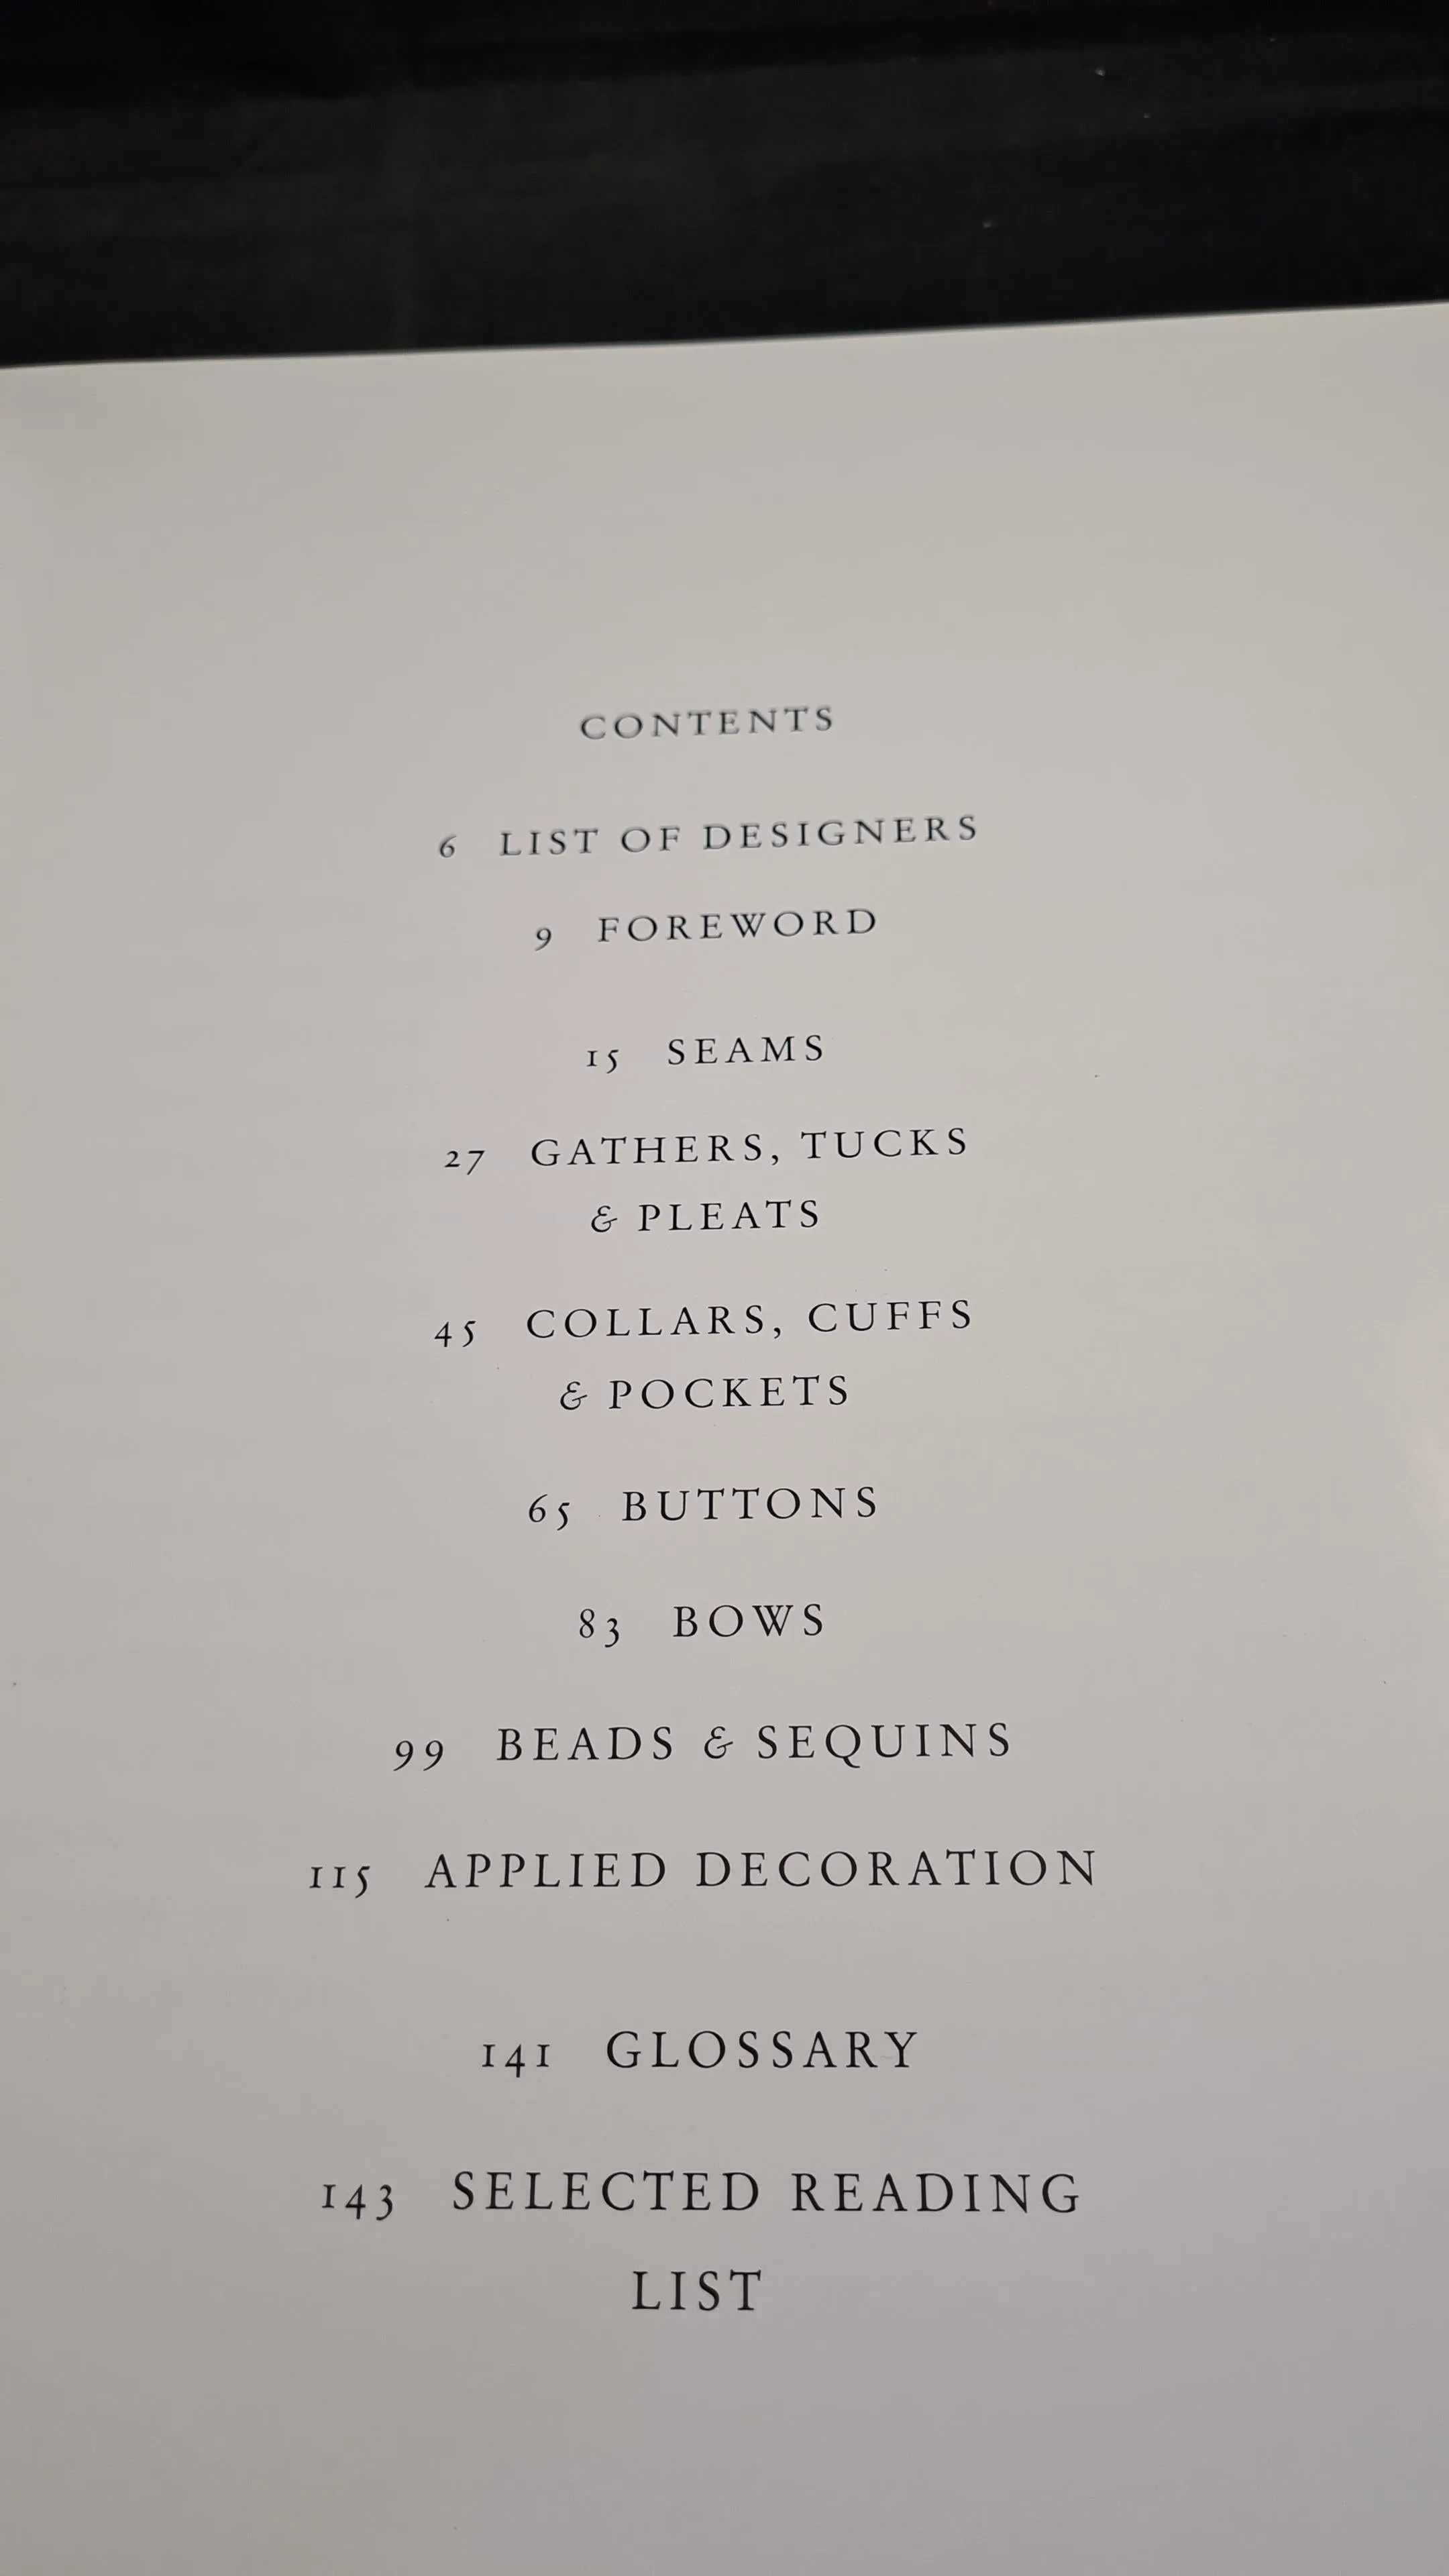 CONTENTS
6 LIST OF DESIGNERS
9 FOREWORD
15 SEAMS
27 GATHERS, TUCKS
& PLEATS
45 COLLARS, CUFFS
& POCKETS
65 BUTTONS
83 BOWS
99 BEADS & SEQUINS
115 APPLIED DECORATION
141 GLOSSARY
143 SELECTED READING
LIST